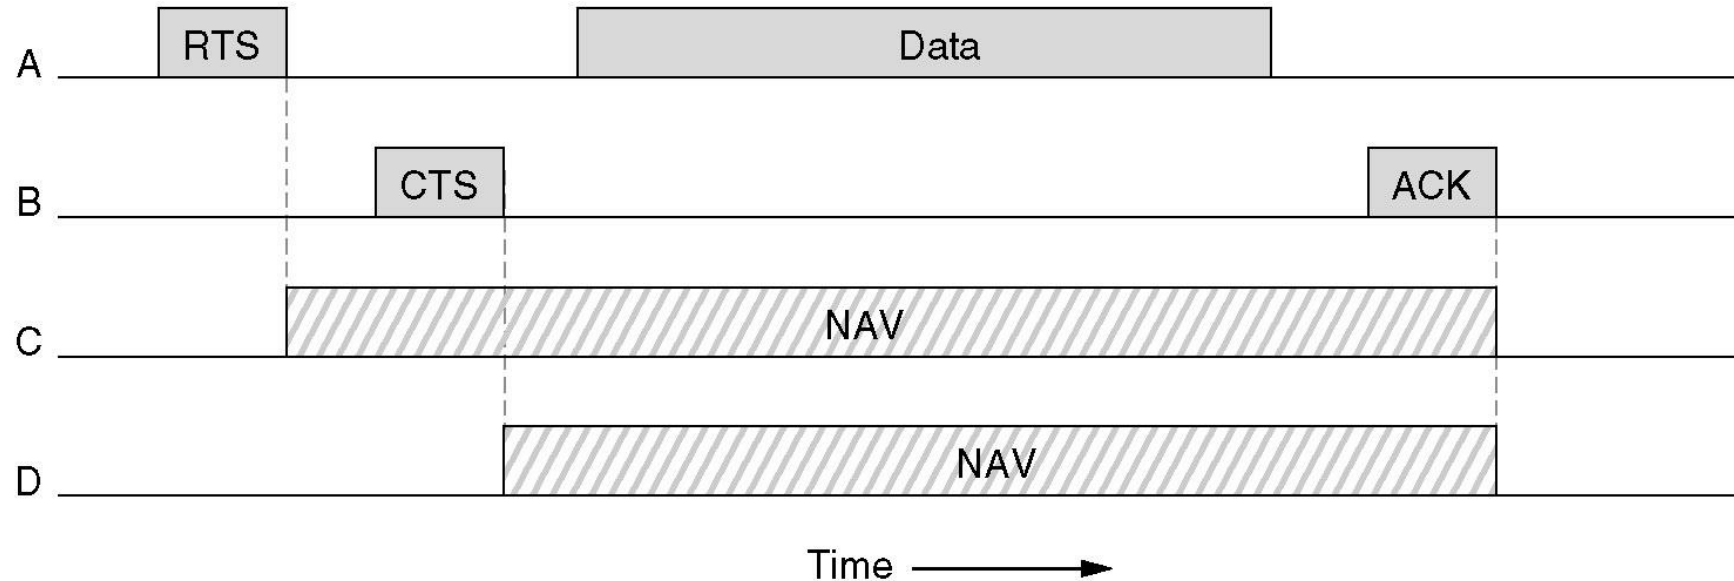 A RTS Data
B CTS ACK
C NAV
D NAV
Time